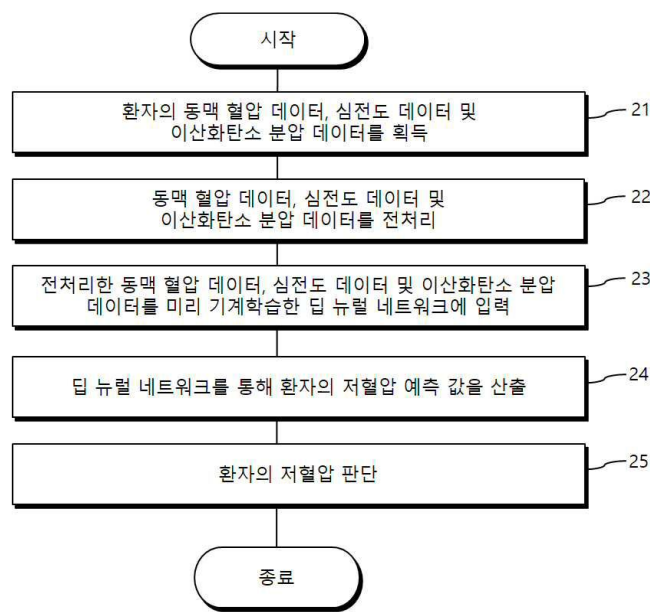 시작
환자의 동맥 혈압 데이터, 심전도 데이터 및
이산화탄소 분압 데이터를 획득
21
동맥 혈압 데이터, 심전도 데이터 및
이산화탄소 분압 데이터를 전처리
22
전처리한 동맥 혈압 데이터, 심전도 데이터 및 이산화탄소 분압
데이터를 미리 기계학습한 딥 뉴럴 네트워크에 입력
23
딥 뉴럴 네트워크를 통해 환자의 저혈압 예측 값을 산출
24
환자의 저혈압 판단
25
종료